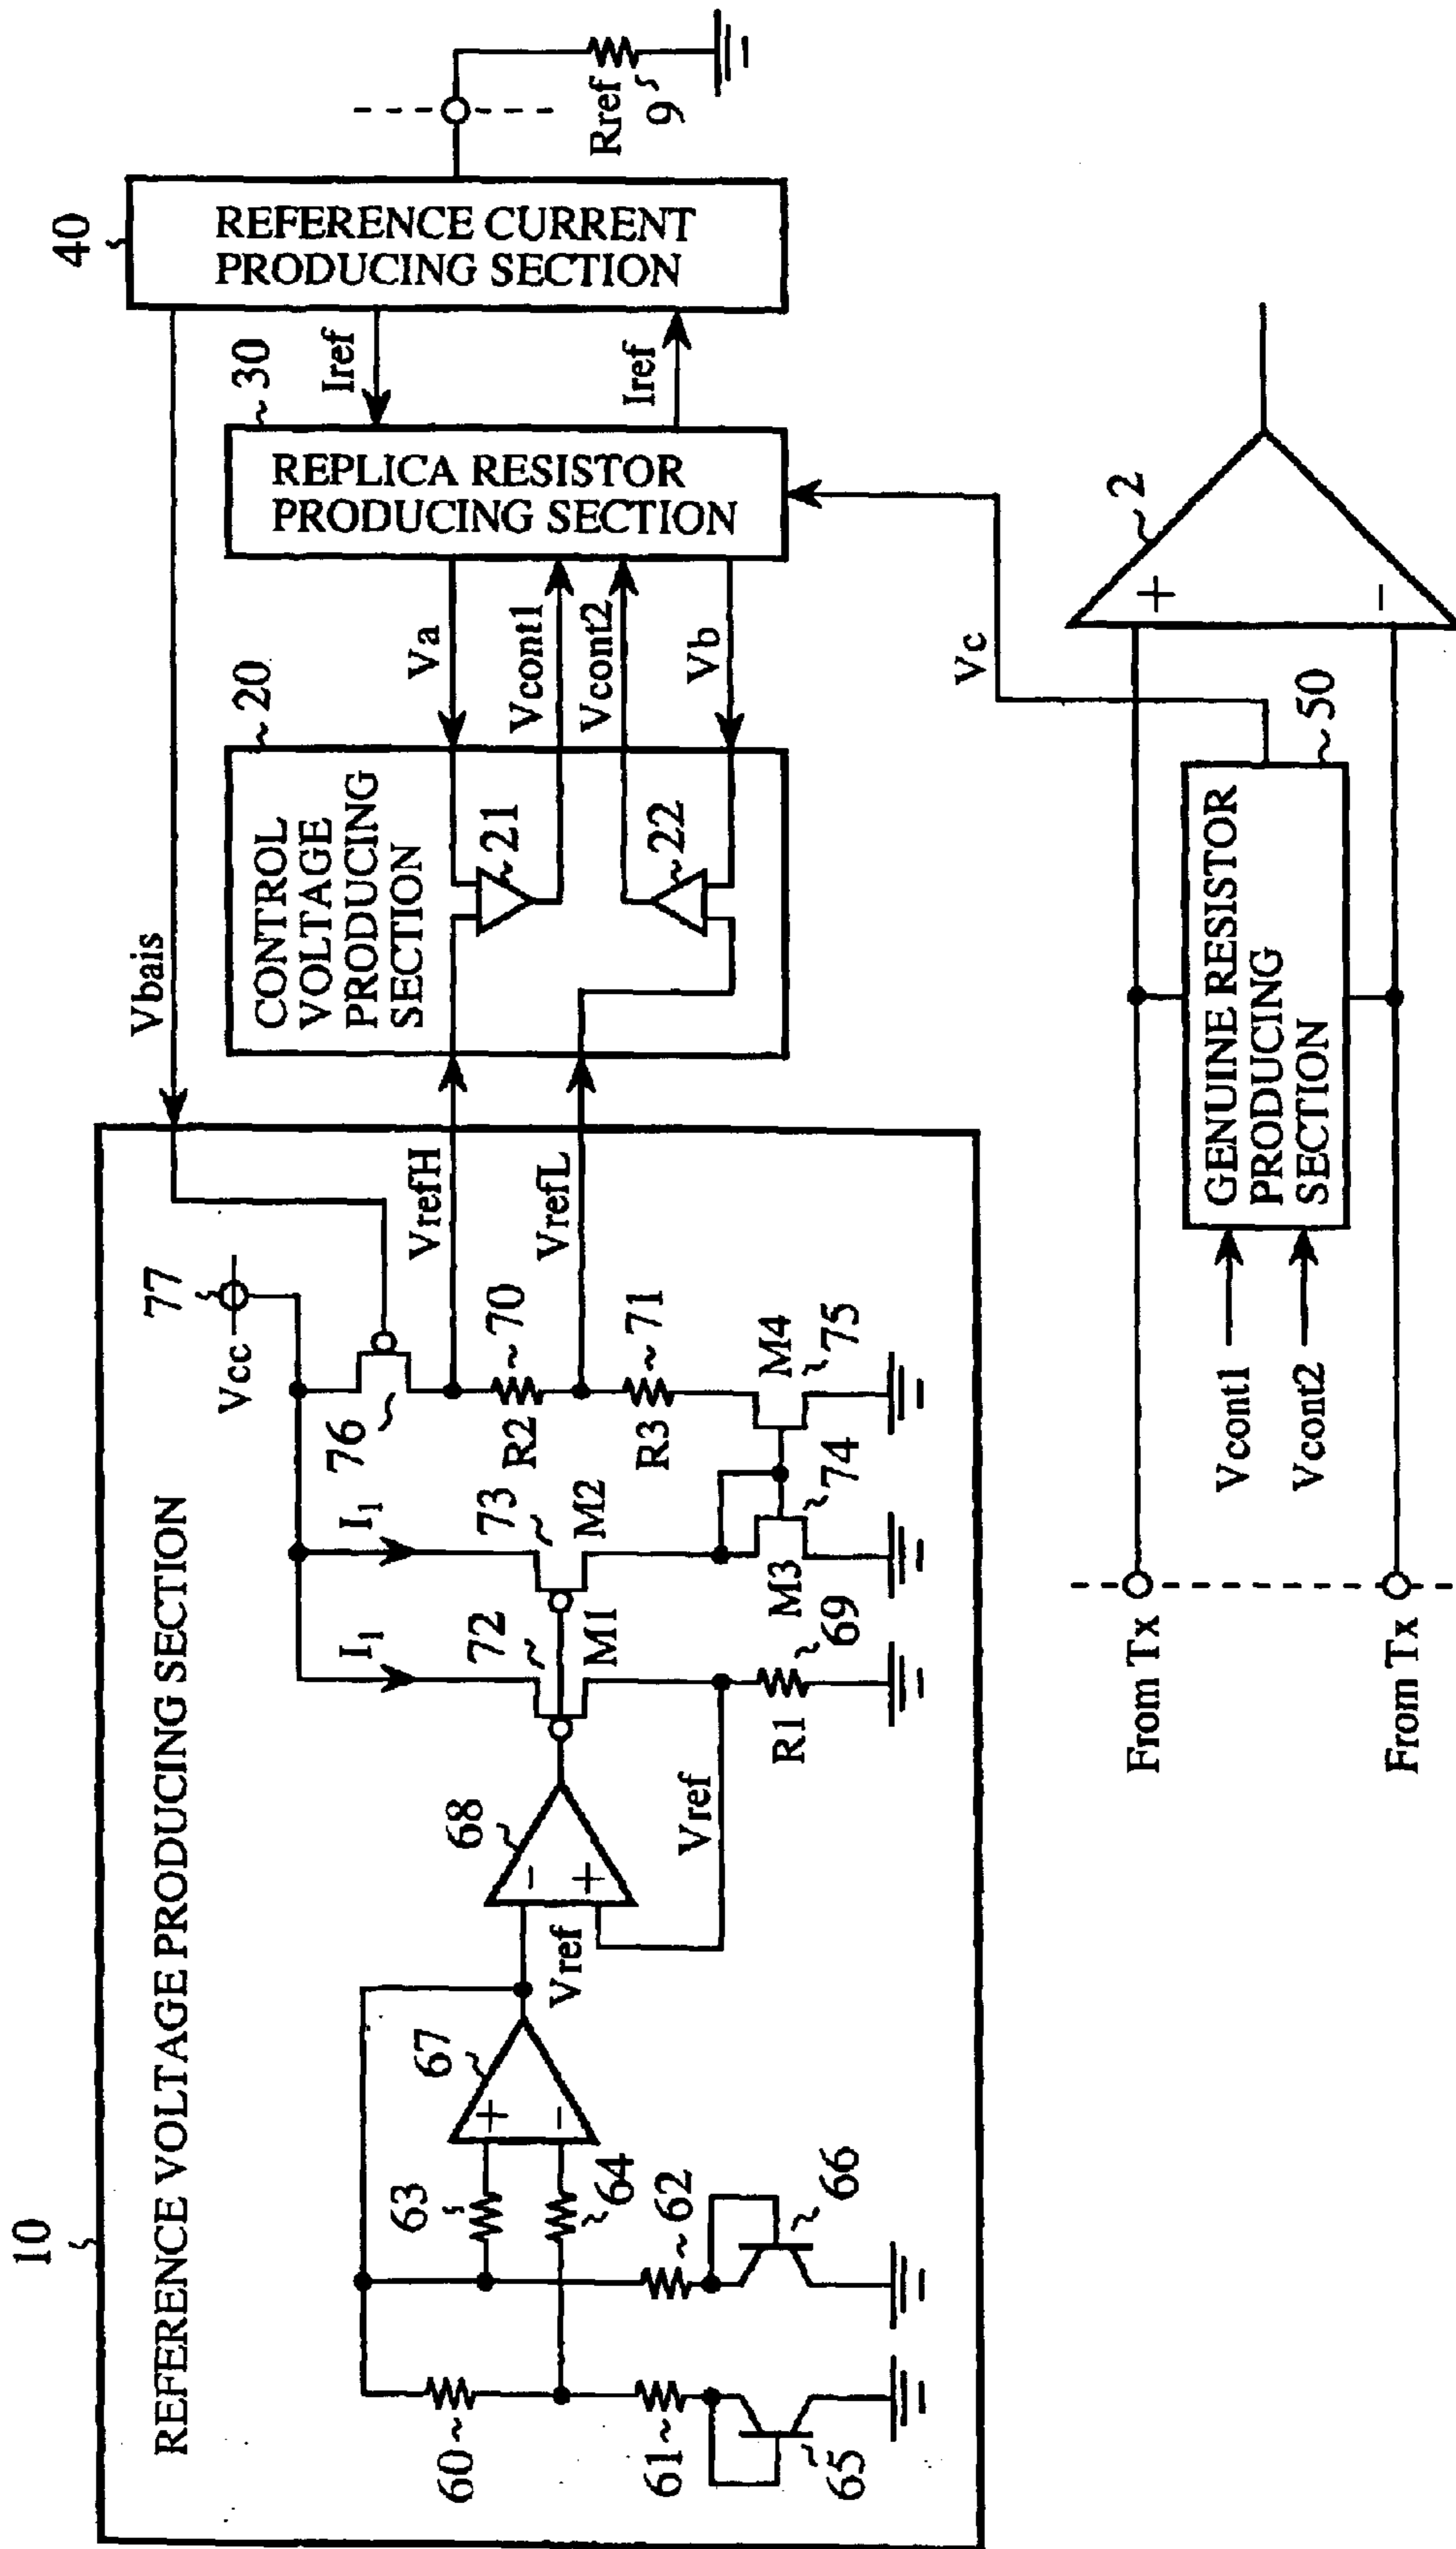 10
REFERENCE VOLTAGE PRODUCING SECTION
60
61
65
62
66
63
64
+
−
67
Vref
68
−
+
Vref
I1
72
M1
R1
69
I1
73
M2
M3
74
Vcc
77
76
R2
70
R3
71
M4
75
VrefH
VrefL
Vbais
20
CONTROL
VOLTAGE
PRODUCING
SECTION
21
22
Va
Vcont1
Vcont2
Vb
30
REPLICA RESISTOR
PRODUCING SECTION
Iref
Iref
40
REFERENCE CURRENT
PRODUCING SECTION
Rref
9
From Tx
From Tx
Vcont1
Vcont2
GENUINE RESISTOR
PRODUCING
SECTION
50
Vc
+
−
2